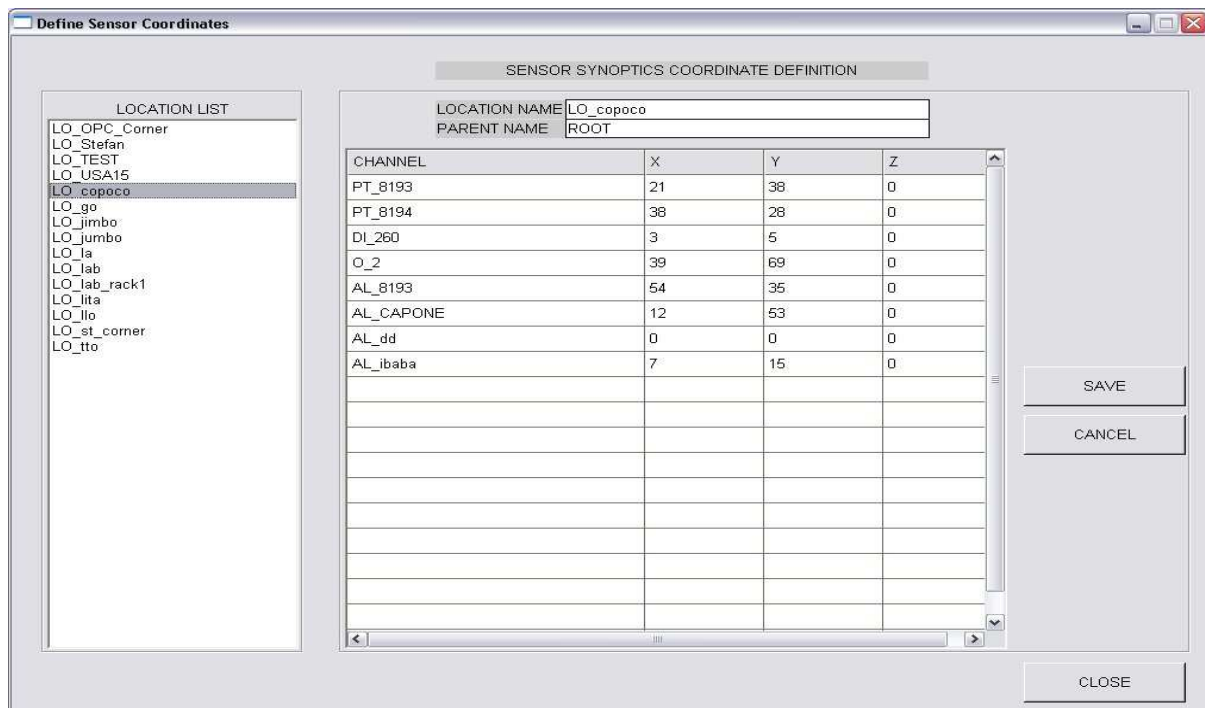 Define Sensor Coordinates
SENSOR SYNOPTICS COORDINATE DEFINITION
LOCATION LIST
LO_OPC_Corner
LO_Stefan
LO_TEST
LO_USA15
LO_copoco
LO_go
LO_jimbo
LO_jumbo
LO_la
LO_lab
LO_lab_rack1
LO_lita
LO_llo
LO_st_corner
LO_tto
LOCATION NAME LO_copoco
PARENT NAME ROOT
CHANNEL X Y Z
PT_8193 21 38 0
PT_8194 38 28 0
DI_260 3 5 0
O_2 39 69 0
AL_8193 54 35 0
AL_CAPONE 12 53 0
AL_dd 0 0 0
AL_ibaba 7 15 0
SAVE
CANCEL
CLOSE